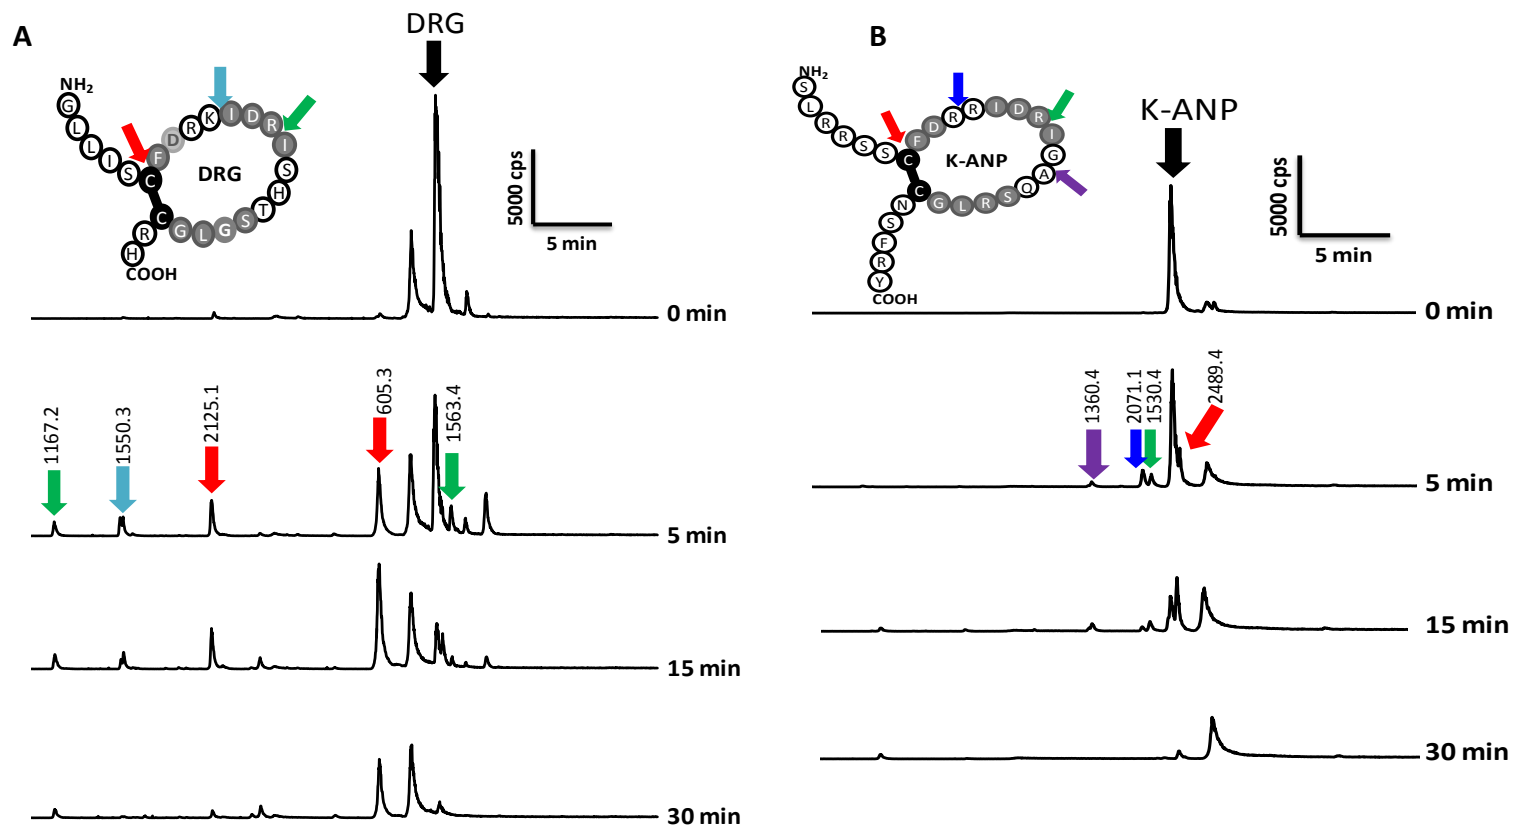 A
DRG
NH2
G
L
L
I
S
C
F
D
R
K
I
D
R
I
S
H
T
S
G
L
G
C
R
H
COOH
DRG
5000 cps
5 min
0 min
1167.2
1550.3
2125.1
605.3
1563.4
5 min
15 min
30 min
B
K-ANP
NH2
S
L
R
R
S
S
C
F
D
R
R
I
D
R
I
G
A
Q
S
R
L
G
C
N
S
F
R
Y
COOH
K-ANP
5000 cps
5 min
0 min
1360.4
2071.1
1530.4
2489.4
5 min
15 min
30 min